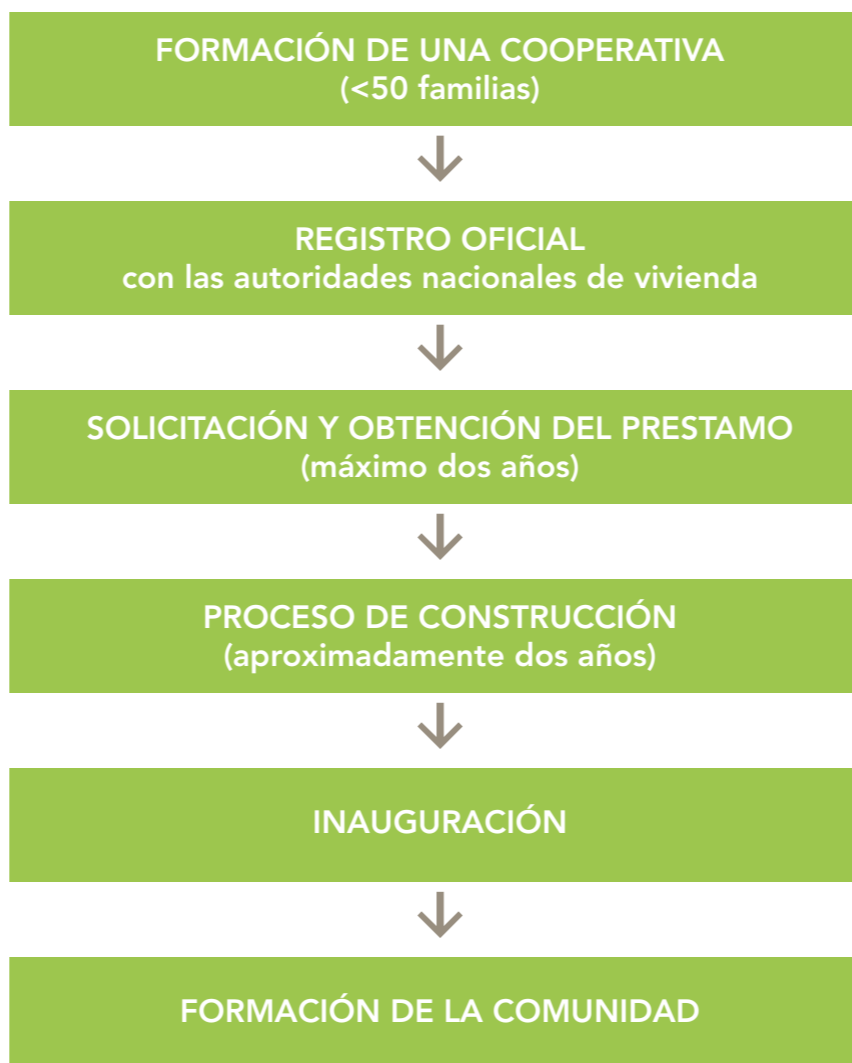 FORMACIÓN DE UNA COOPERATIVA
(<50 familias)
REGISTRO OFICIAL
con las autoridades nacionales de vivienda
SOLICITACIÓN Y OBTENCIÓN DEL PRESTAMO
(máximo dos años)
PROCESO DE CONSTRUCCIÓN
(aproximadamente dos años)
INAUGURACIÓN
FORMACIÓN DE LA COMUNIDAD